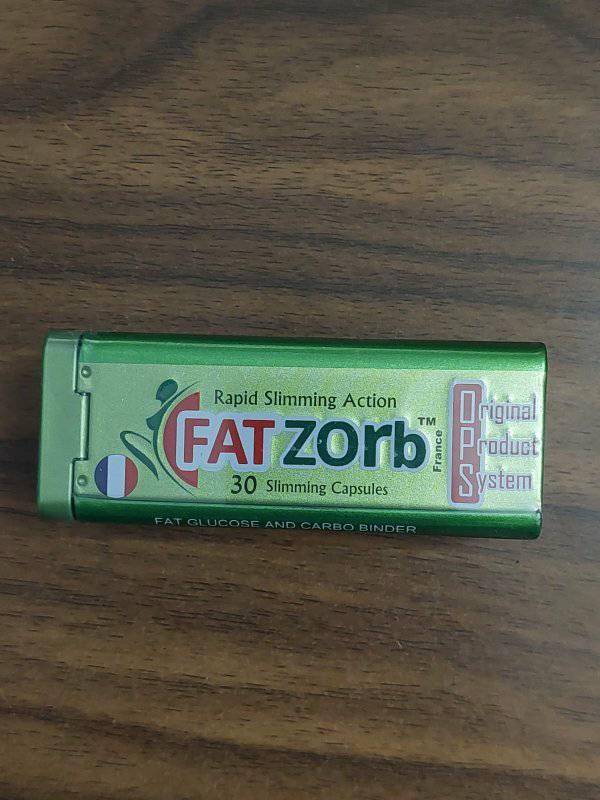 Rapid Slimming Action
FAT ZOrb™
France
30 Slimming Capsules
Original
Product
System
FAT GLUCOSE AND CARBO BINDER